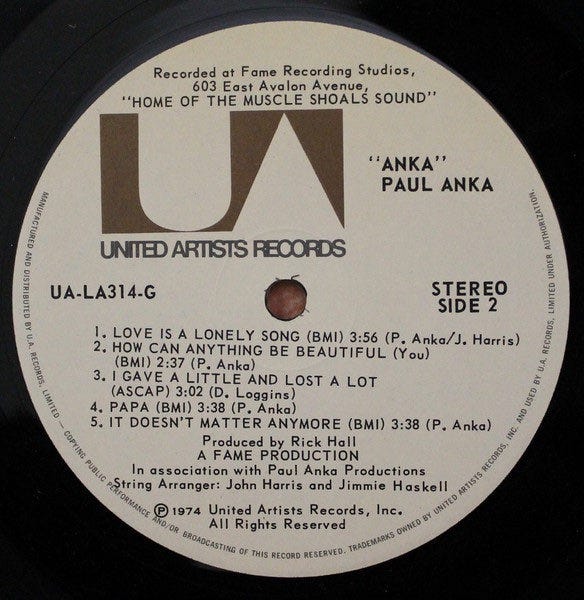 Recorded at Fame Recording Studios,
603 East Avalon Avenue,
"HOME OF THE MUSCLE SHOALS SOUND"
UA
"ANKA"
PAUL ANKA
UNITED ARTISTS RECORDS
UA-LA314-G
STEREO
SIDE 2
1. LOVE IS A LONELY SONG (BMI) 3:56 (P. Anka/J. Harris)
2. HOW CAN ANYTHING BE BEAUTIFUL (You)
(BMI) 2:37 (P. Anka)
3. I GAVE A LITTLE AND LOST A LOT
(ASCAP) 3:02 (D. Loggins)
4. PAPA (BMI) 3:38 (P. Anka)
5. IT DOESN'T MATTER ANYMORE (BMI) 3:38 (P. Anka)
Produced by Rick Hall
A FAME PRODUCTION
In association with Paul Anka Productions
String Arranger: John Harris and Jimmie Haskell
Ⓟ 1974 United Artists Records, Inc.
All Rights Reserved
MANUFACTURED AND DISTRIBUTED BY U.A. RECORDS, LIMITED — COPYING PUBLIC PERFORMANCE AND/OR BROADCASTING OF THIS RECORD RESERVED. TRADEMARKS OWNED BY UNITED ARTISTS RECORDS, INC. AND USED BY U.A. RECORDS, LIMITED UNDER AUTHORIZATION.